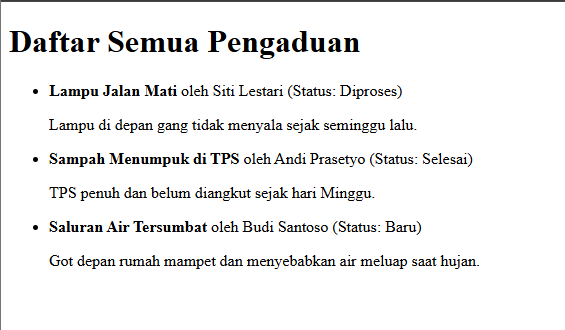 Daftar Semua Pengaduan
• Lampu Jalan Mati oleh Siti Lestari (Status: Diproses)
Lampu di depan gang tidak menyala sejak seminggu lalu.
• Sampah Menumpuk di TPS oleh Andi Prasetyo (Status: Selesai)
TPS penuh dan belum diangkut sejak hari Minggu.
• Saluran Air Tersumbat oleh Budi Santoso (Status: Baru)
Got depan rumah mampet dan menyebabkan air meluap saat hujan.